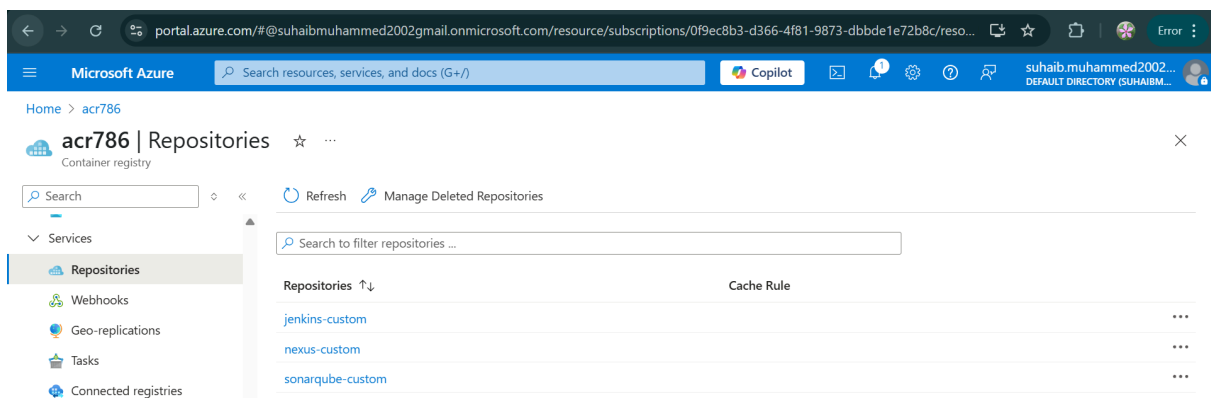 portal.azure.com/#@suhaibmuhammed2002gmail.onmicrosoft.com/resource/subscriptions/0f9ec8b3-d366-4f81-9873-dbbde1e72b8c/reso... Error
Microsoft Azure Search resources, services, and docs (G+/) Copilot 1 suhaib.muhammed2002...
DEFAULT DIRECTORY (SUHAIBM...
Home > acr786
acr786 | Repositories
Container registry
Search
Refresh Manage Deleted Repositories
Services
Search to filter repositories ...
Repositories
Repositories Cache Rule
Webhooks
jenkins-custom
Geo-replications
nexus-custom
Tasks
sonarqube-custom
Connected registries